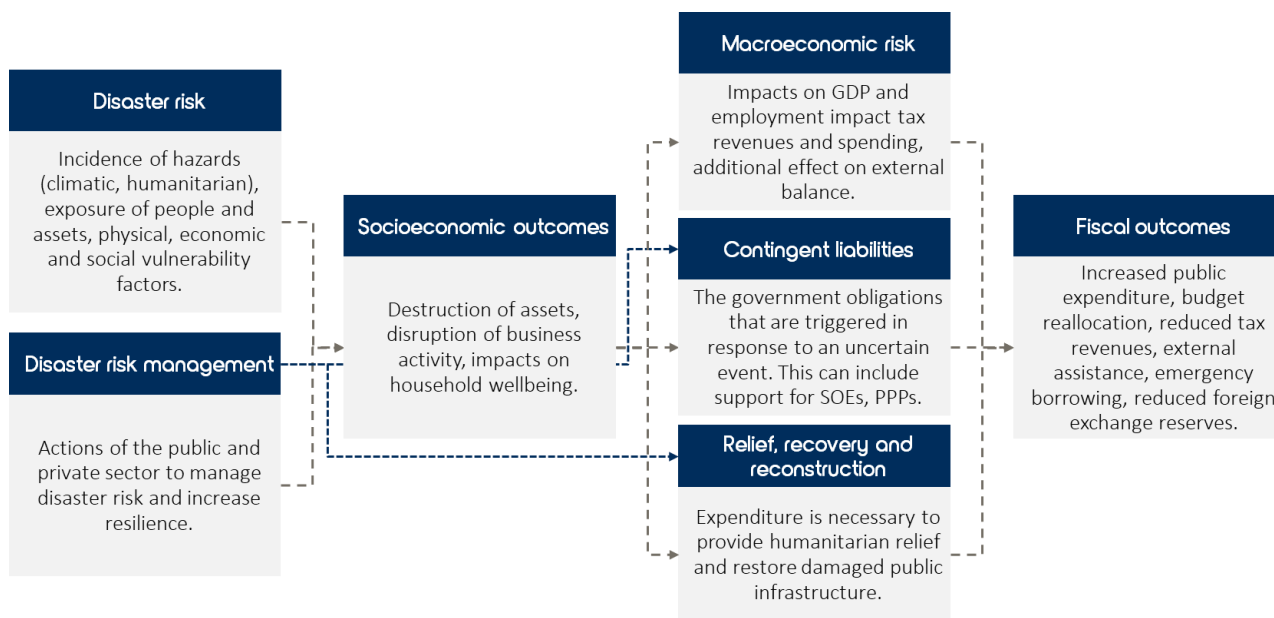 Disaster risk
Incidence of hazards
(climatic, humanitarian),
exposure of people and
assets, physical, economic
and social vulnerability
factors.
Disaster risk management
Actions of the public and
private sector to manage
disaster risk and increase
resilience.
Socioeconomic outcomes
Destruction of assets,
disruption of business
activity, impacts on
household wellbeing.
Macroeconomic risk
Impacts on GDP and
employment impact tax
revenues and spending,
additional effect on external
balance.
Contingent liabilities
The government obligations
that are triggered in
response to an uncertain
event. This can include
support for SOEs, PPPs.
Relief, recovery and
reconstruction
Expenditure is necessary to
provide humanitarian relief
and restore damaged public
infrastructure.
Fiscal outcomes
Increased public
expenditure, budget
reallocation, reduced tax
revenues, external
assistance, emergency
borrowing, reduced foreign
exchange reserves.